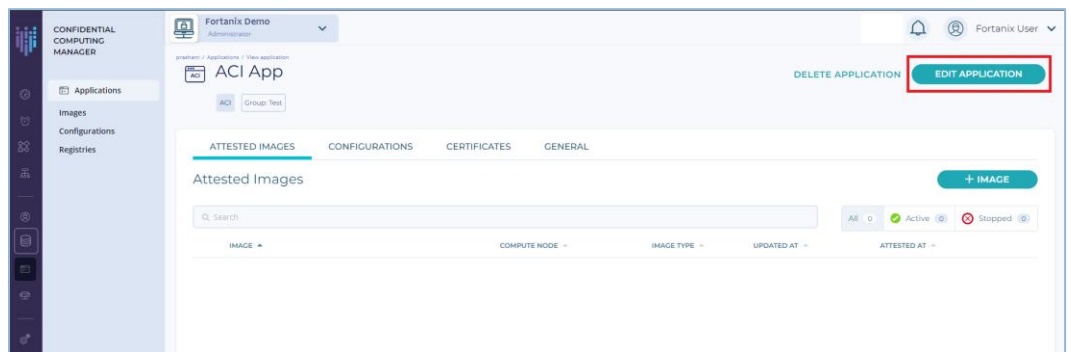 CONFIDENTIAL
COMPUTING
MANAGER
Applications
Images
Configurations
Registries
Fortanix Demo
Administrator
Fortanix User
prashant / Applications / View application
ACI
ACI App
DELETE APPLICATION
EDIT APPLICATION
ACI
Group: Test
ATTESTED IMAGES
CONFIGURATIONS
CERTIFICATES
GENERAL
Attested Images
+ IMAGE
Search
All 0
Active 0
Stopped 0
IMAGE
COMPUTE NODE
IMAGE TYPE
UPDATED AT
ATTESTED AT